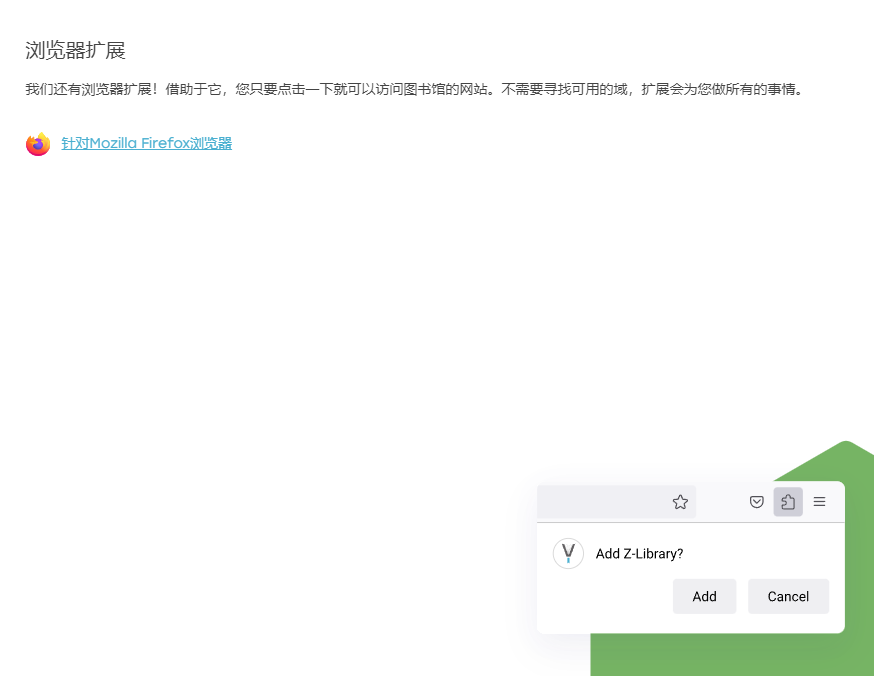 浏览器扩展
我们还有浏览器扩展！借助于它，您只要点击一下就可以访问图书馆的网站。不需要寻找可用的域，扩展会为您做所有的事情。
针对Mozilla Firefox浏览器
Add Z-Library?
Add
Cancel